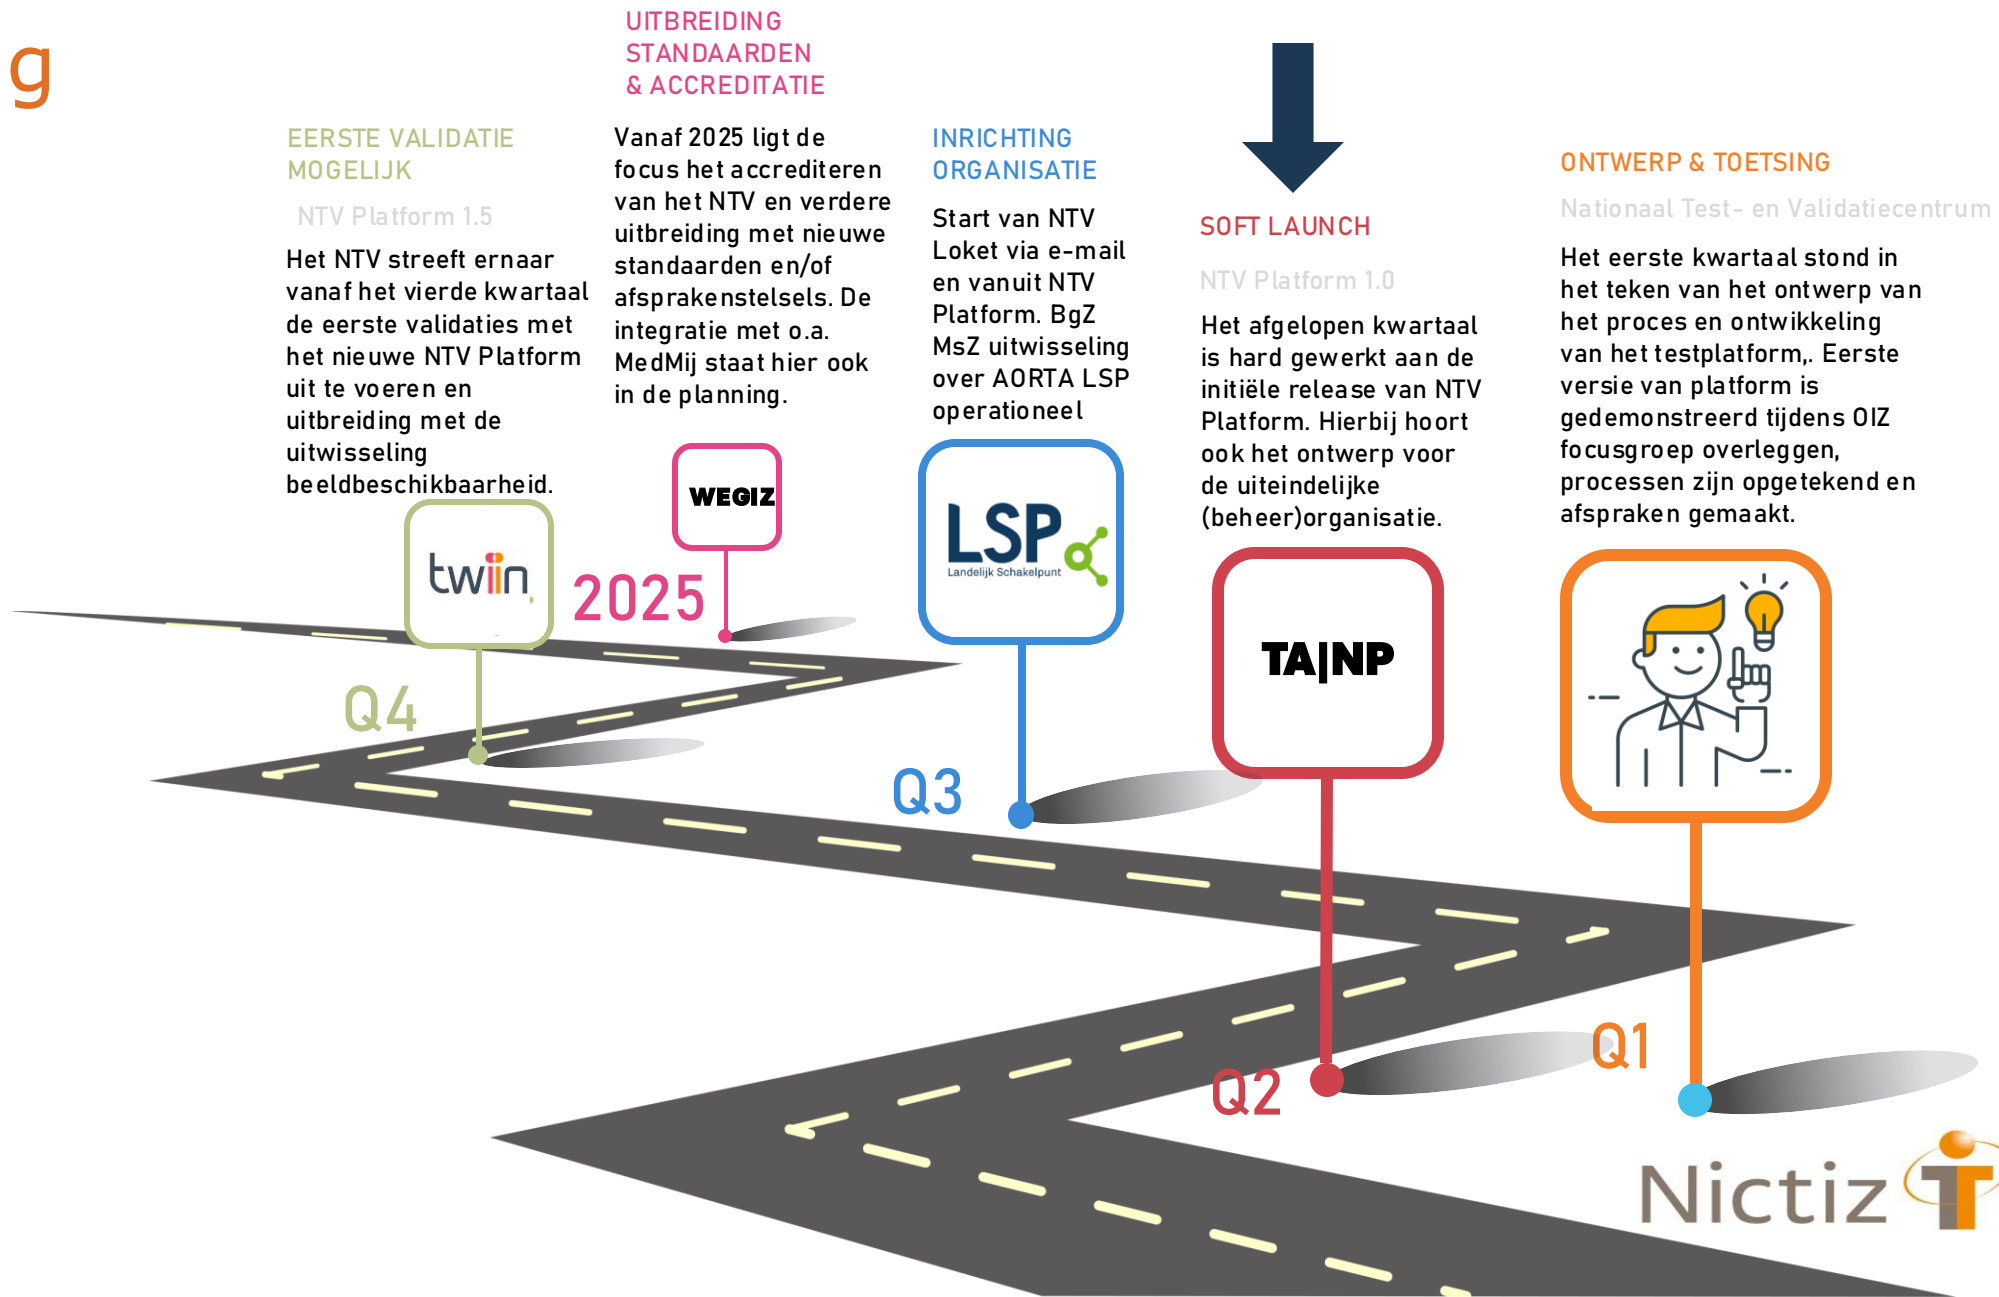 g
UITBREIDING
STANDAARDEN
& ACCREDITATIE
Vanaf 2025 ligt de
focus het accrediteren
van het NTV en verdere
uitbreiding met nieuwe
standaarden en/of
afsprakenstelsels. De
integratie met o.a.
MedMij staat hier ook
in de planning.
WEGIZ
2025
EERSTE VALIDATIE
MOGELIJK
NTV Platform 1.5
Het NTV streeft ernaar
vanaf het vierde kwartaal
de eerste validaties met
het nieuwe NTV Platform
uit te voeren en
uitbreiding met de
uitwisseling
beeldbeschikbaarheid.
twiin
Q4
INRICHTING
ORGANISATIE
Start van NTV
Loket via e-mail
en vanuit NTV
Platform. BgZ
MsZ uitwisseling
over AORTA LSP
operationeel
LSP
Landelijk Schakelpunt
Q3
SOFT LAUNCH
NTV Platform 1.0
Het afgelopen kwartaal
is hard gewerkt aan de
initiële release van NTV
Platform. Hierbij hoort
ook het ontwerp voor
de uiteindelijke
(beheer)organisatie.
TA|NP
Q2
ONTWERP & TOETSING
Nationaal Test- en Validatiecentrum
Het eerste kwartaal stond in
het teken van het ontwerp van
het proces en ontwikkeling
van het testplatform,. Eerste
versie van platform is
gedemonstreerd tijdens OIZ
focusgroep overleggen,
processen zijn opgetekend en
afspraken gemaakt.
Q1
Nictiz